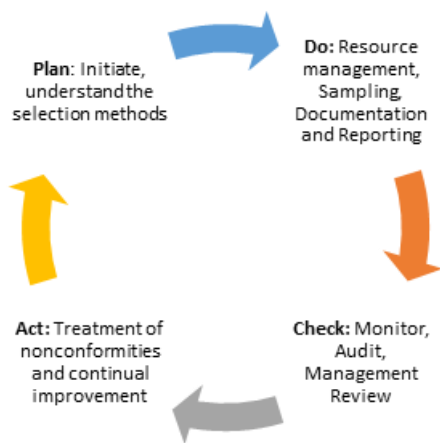 Plan: Initiate,
understand the
selection methods
Do: Resource
management,
Sampling,
Documentation
and Reporting
Check: Monitor,
Audit,
Management
Review
Act: Treatment of
nonconformities
and continual
improvement